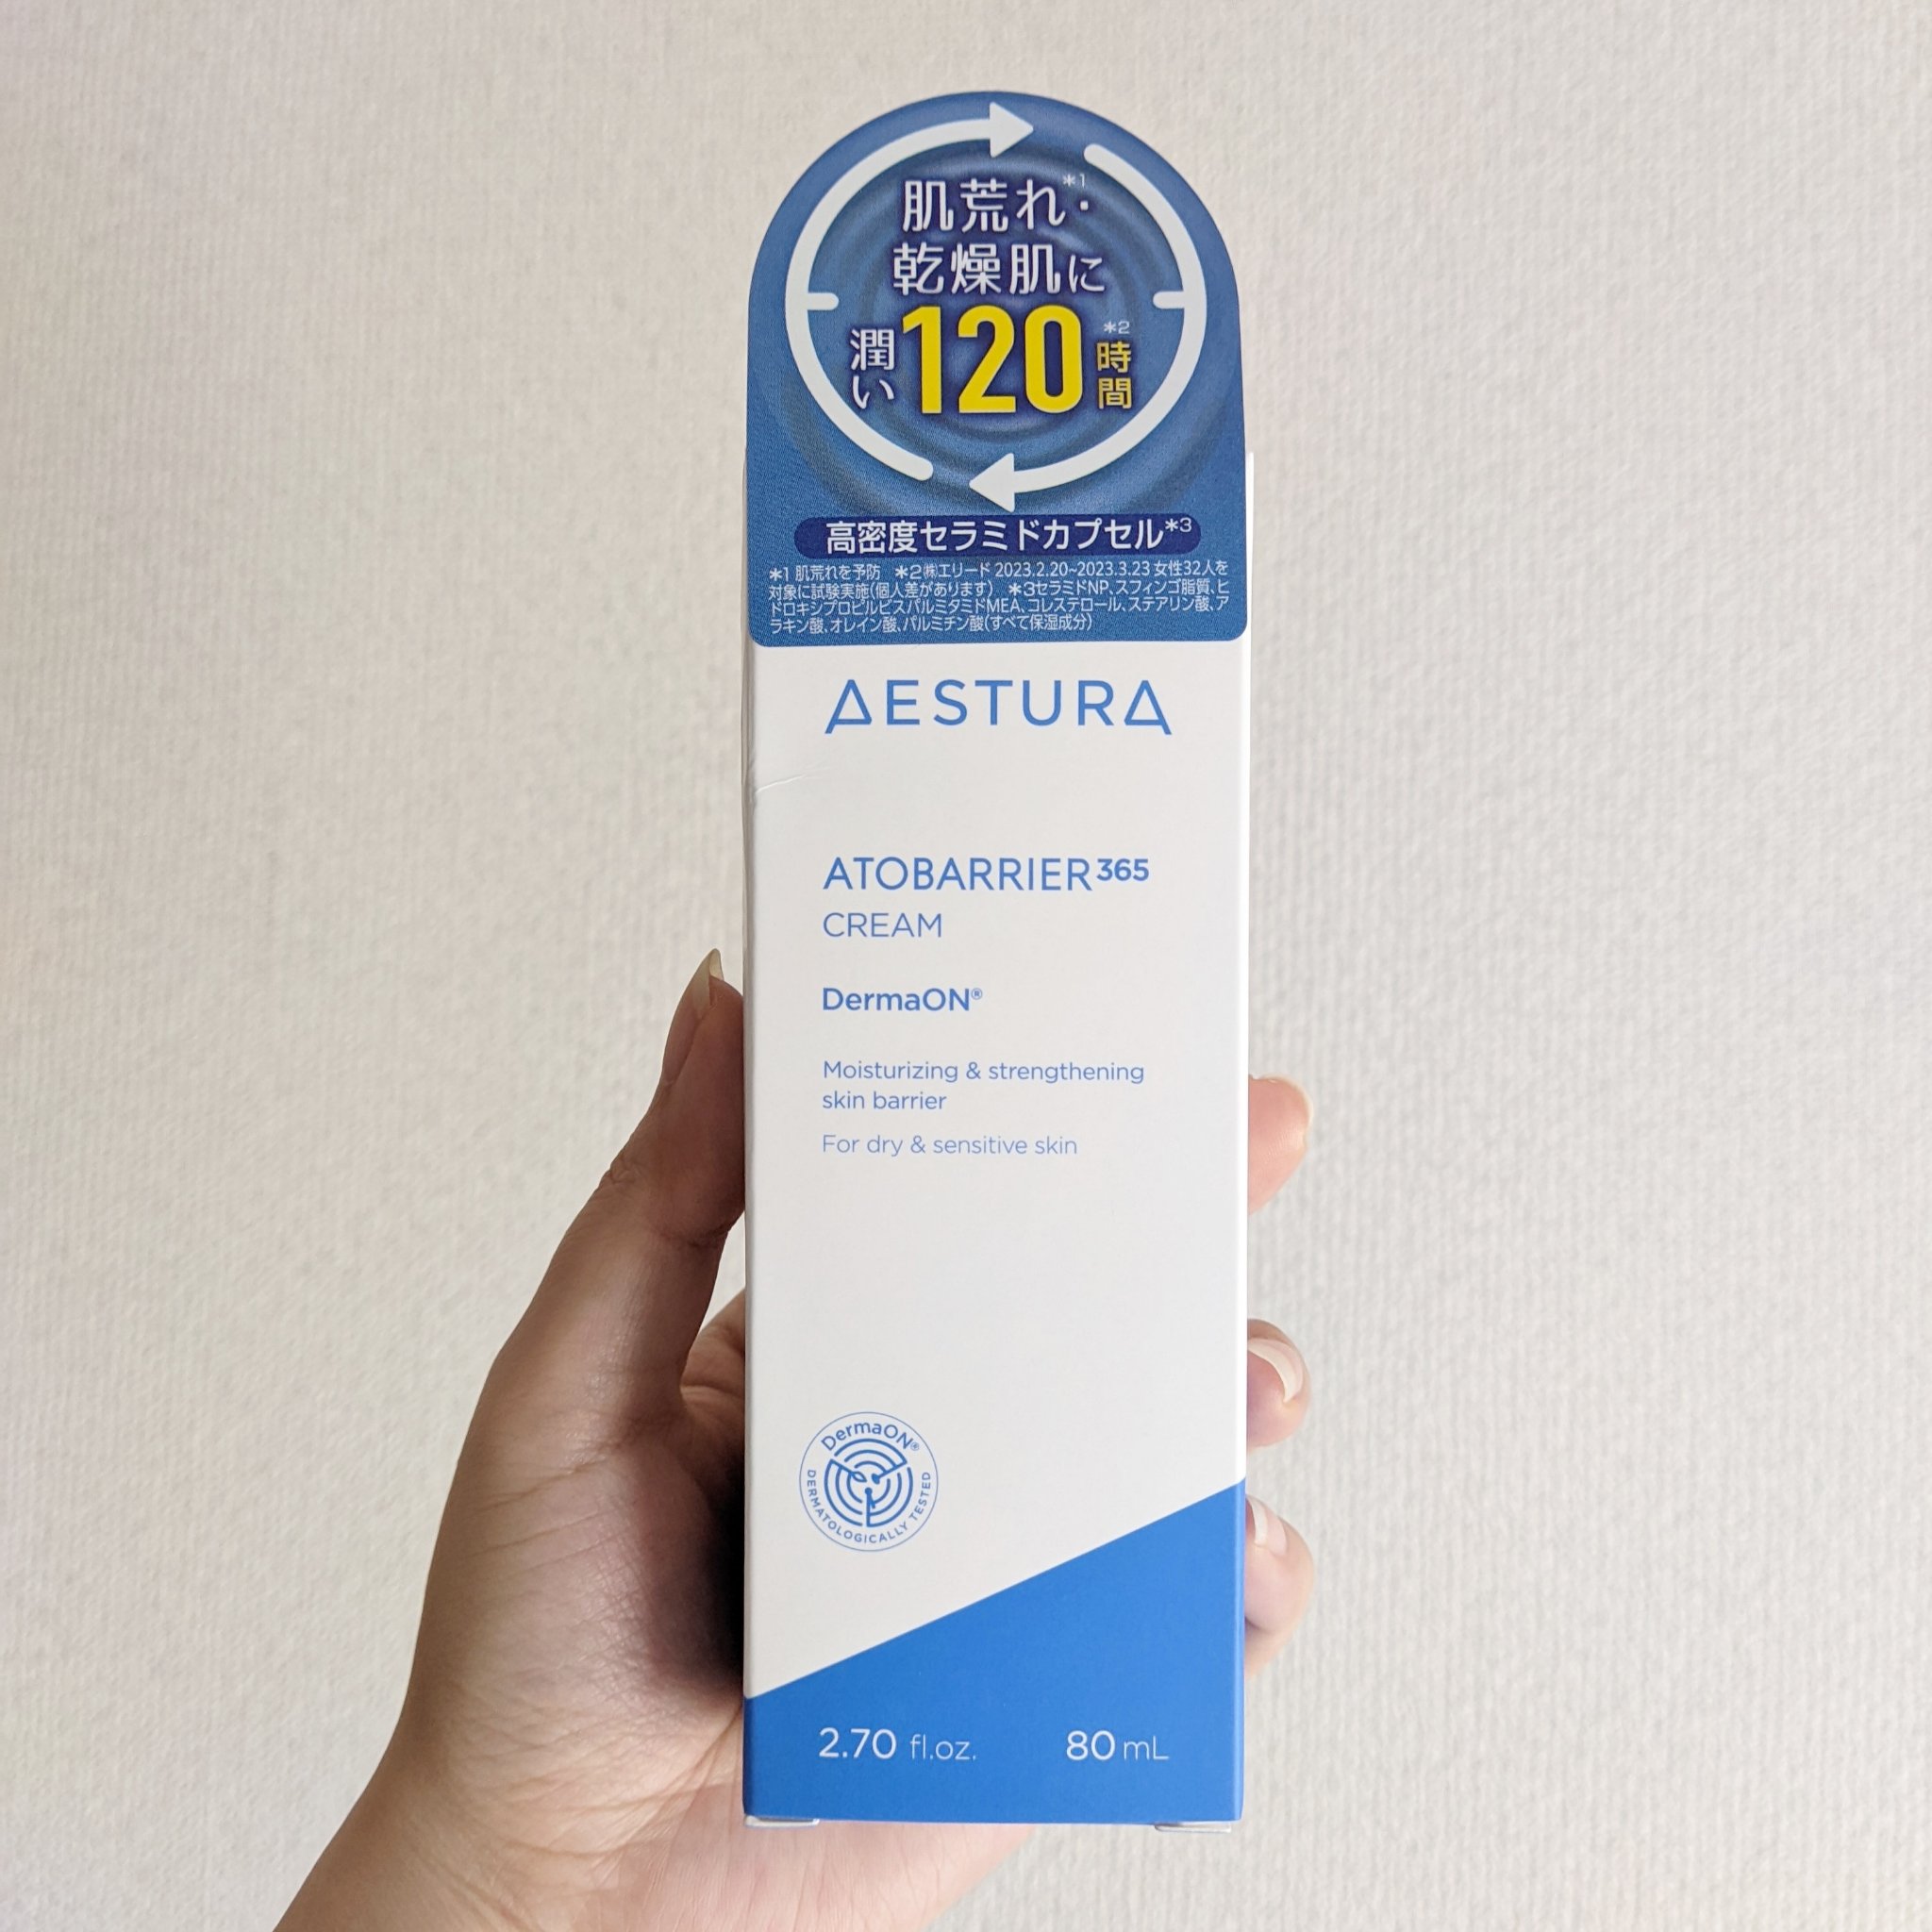 肌荒れ*1・
乾燥肌に
潤い120時間*2
高密度セラミドカプセル*3
*1 肌荒れを予防 *2㈱エリード 2023.2.20~2023.3.23 女性32人を
対象に試験実施(個人差があります) *3セラミドNP、スフィンゴ脂質、ヒ
ドロキシプロピルビスパルミタミドMEA、コレステロール、ステアリン酸、ア
ラキン酸、オレイン酸、パルミチン酸(すべて保湿成分)
AESTURA
ATOBARRIER365
CREAM
DermaON®
Moisturizing & strengthening
skin barrier
For dry & sensitive skin
DermaON®
DERMATOLOGICALLY TESTED
2.70 fl.oz. 80 mL